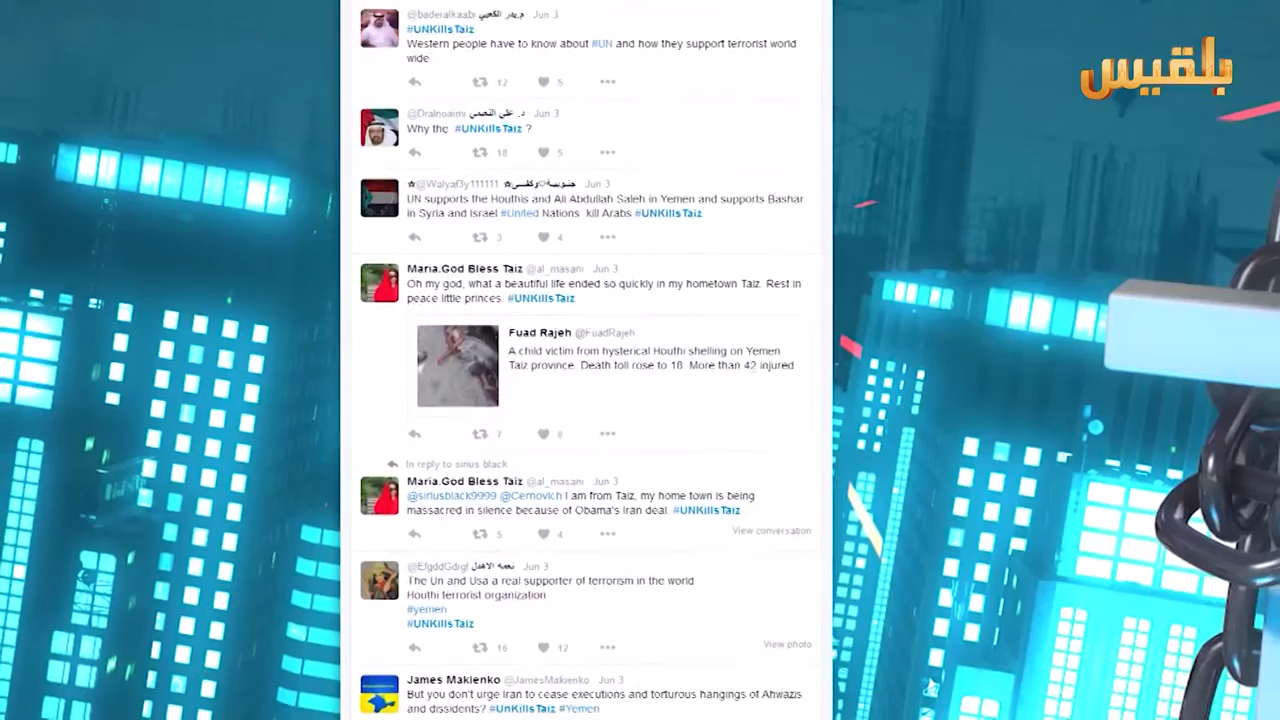 @baderalkaabi م.بدر الكعبي Jun 3
#UNKillsTaiz
Western people have to know about #UN and how they support terrorist world
wide
12 5
بلقيس
@Dralnoaimi د. علي النعيمي Jun 3
Why the #UNKillsTaiz ?
18 5
@Walyaf3y111111 Jun 3
UN supports the Houthis and Ali Abdullah Saleh in Yemen and supports Bashar
in Syria and Israel #United Nations kill Arabs #UNKillsTaiz
3 4
Maria.God Bless Taiz @al_masani Jun 3
Oh my god, what a beautiful life ended so quickly in my hometown Taiz. Rest in
peace little princes. #UNKillsTaiz
Fuad Rajeh @FuadRajeh
A child victim from hysterical Houthi shelling on Yemen
Taiz province. Death toll rose to 18. More than 42 injured
7 8
In reply to sirius black
Maria.God Bless Taiz @al_masani Jun 3
@siriusblack9999 @Cernovich I am from Taiz, my home town is being
massacred in silence because of Obama's Iran deal. #UNKillsTaiz
5 4 View conversation
@EfgddGdrgf نعمة الاهدل Jun 3
The Un and Usa a real supporter of terrorism in the world
Houthi terrorist organization
#yemen
#UNKillsTaiz
16 12 View photo
James Makienko @JamesMakienko Jun 3
But you don't urge Iran to cease executions and torturous hangings of Ahwazis
and dissidents? #UnKillsTaiz #Yemen